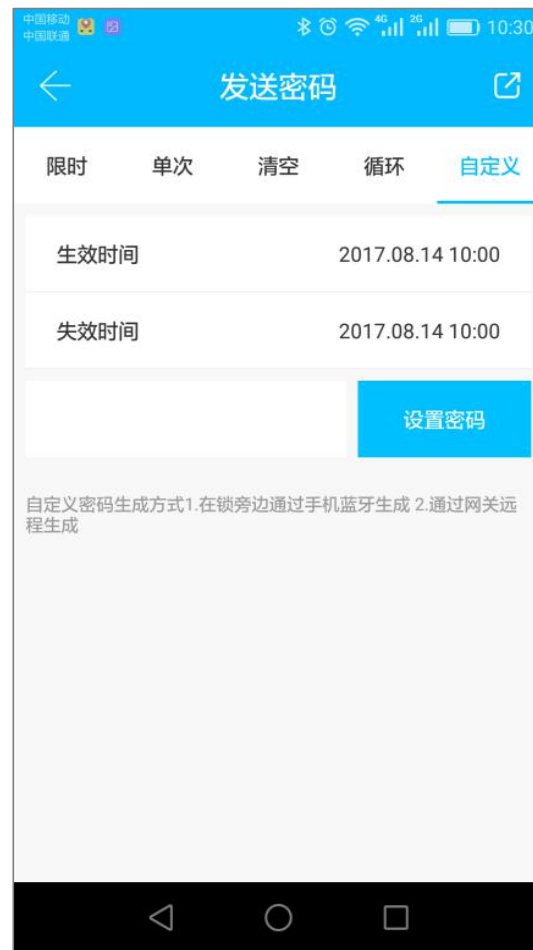 中国移动
中国联通
4G 2G 10:30
发送密码
限时 单次 清空 循环 自定义
生效时间 2017.08.14 10:00
失效时间 2017.08.14 10:00
设置密码
自定义密码生成方式1.在锁旁边通过手机蓝牙生成 2.通过网关远
程生成